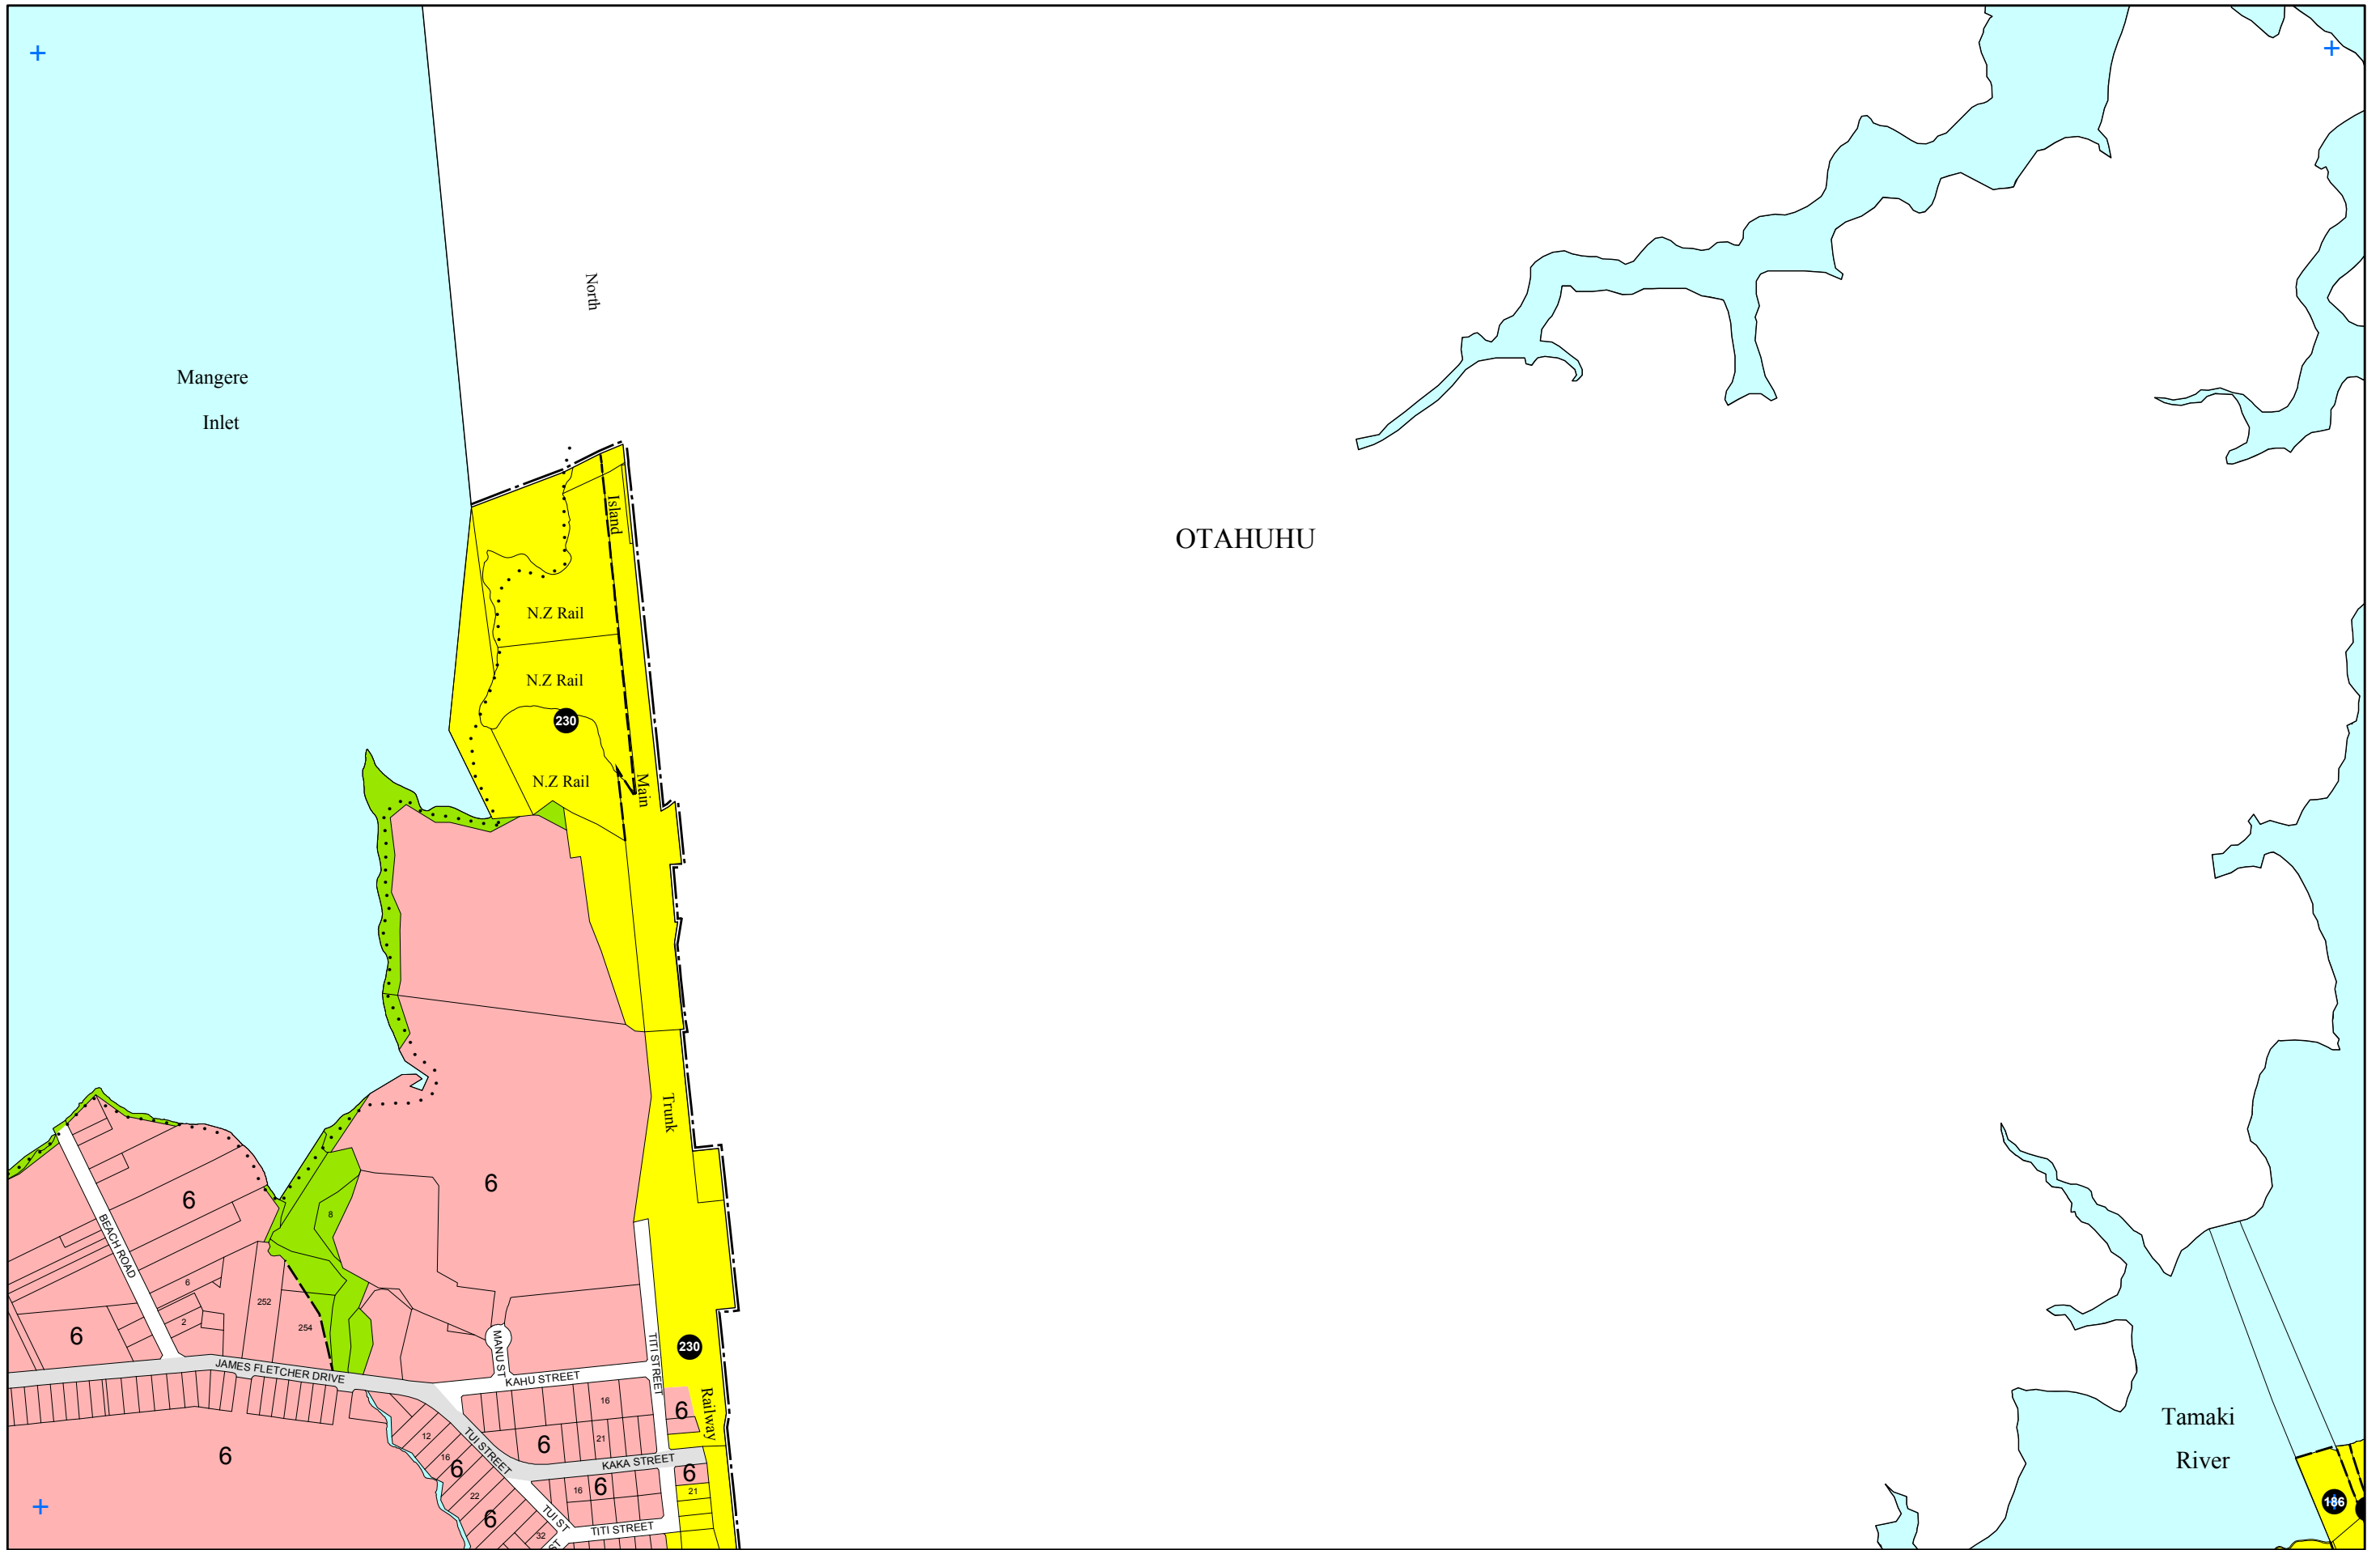 North
Mangere
Inlet
Island
OTAHUHU
N.Z Rail
N.Z Rail
230
N.Z Rail
Main
Trunk
6
6
8
BEACH ROAD
6
252
2
254
6
MANU ST
TITI STREET
230
JAMES FLETCHER DRIVE
KAHU STREET
16
6
Railway
Tamaki
River
12
TUI STREET
6
21
6
16
6
KAKA STREET
6
16
6
21
22
186
6
TUI ST
32
TITI STREET